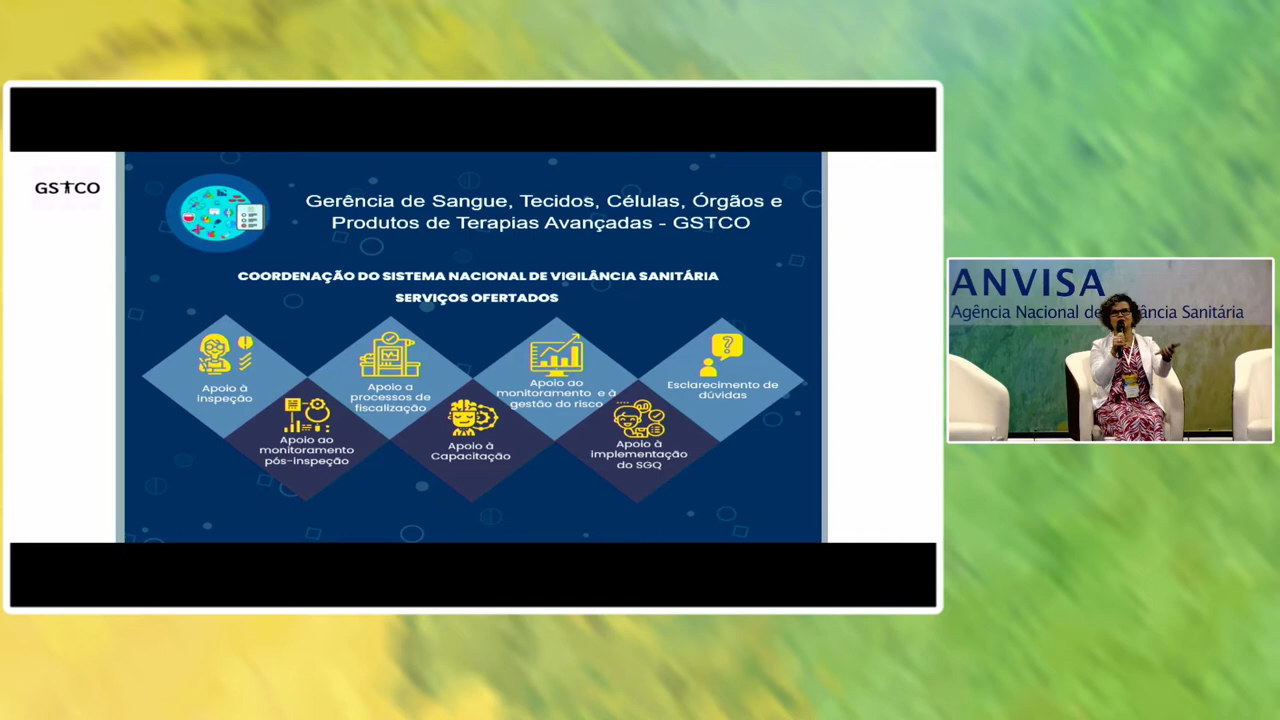 GSTCO
Gerência de Sangue, Tecidos, Células, Órgãos e
Produtos de Terapias Avançadas - GSTCO
COORDENAÇÃO DO SISTEMA NACIONAL DE VIGILÂNCIA SANITÁRIA
SERVIÇOS OFERTADOS
Apoio à
inspeção
Apoio a
processos de
fiscalização
Apoio ao
monitoramento e à
gestão do risco
Esclarecimento de
dúvidas
Apoio ao
monitoramento
pós-inspeção
Apoio à
Capacitação
Apoio à
implementação
do SGQ
ANVISA
Agência Nacional de ância Sanitária